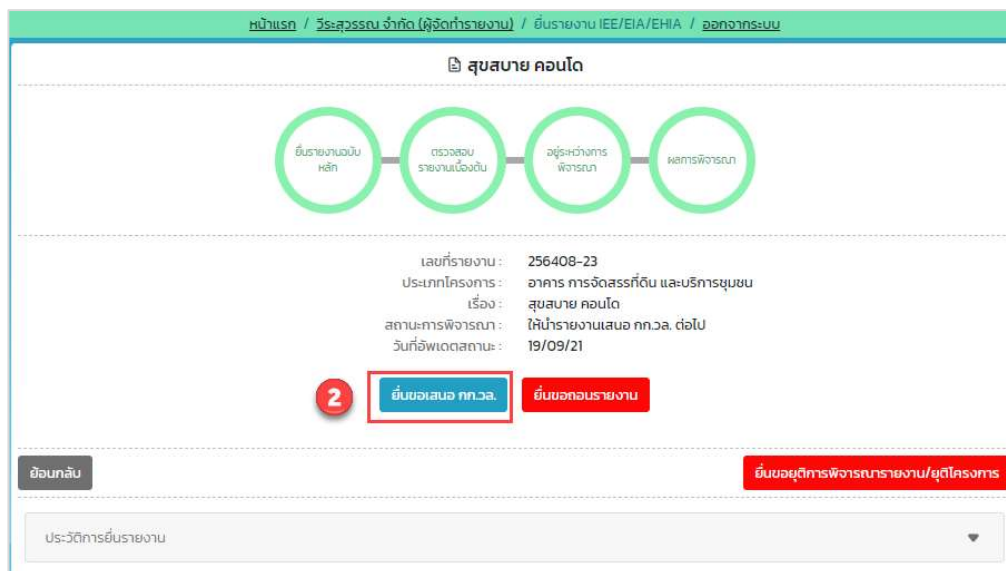 หน้าแรก / วีระสุวรรณ จำกัด (ผู้จัดทำรายงาน) / ยื่นรายงาน IEE/EIA/EHIA / ออกจากระบบ
สุขสบาย คอนโด
ยื่นรายงานฉบับ
หลัก
ตรวจสอบ
รายงานเบื้องต้น
อยู่ระหว่างการ
พิจารณา
ผลการพิจารณา
เลขที่รายงาน : 256408-23
ประเภทโครงการ : อาคาร การจัดสรรที่ดิน และบริการชุมชน
เรื่อง : สุขสบาย คอนโด
สถานะการพิจารณา : ให้นำรายงานเสนอ กก.วล. ต่อไป
วันที่อัพเดตสถานะ : 19/09/21
2 ยื่นขอเสนอ กก.วล. ยื่นขอถอนรายงาน
ย้อนกลับ ยื่นขอยุติการพิจารณารายงาน/ยุติโครงการ
ประวัติการยื่นรายงาน